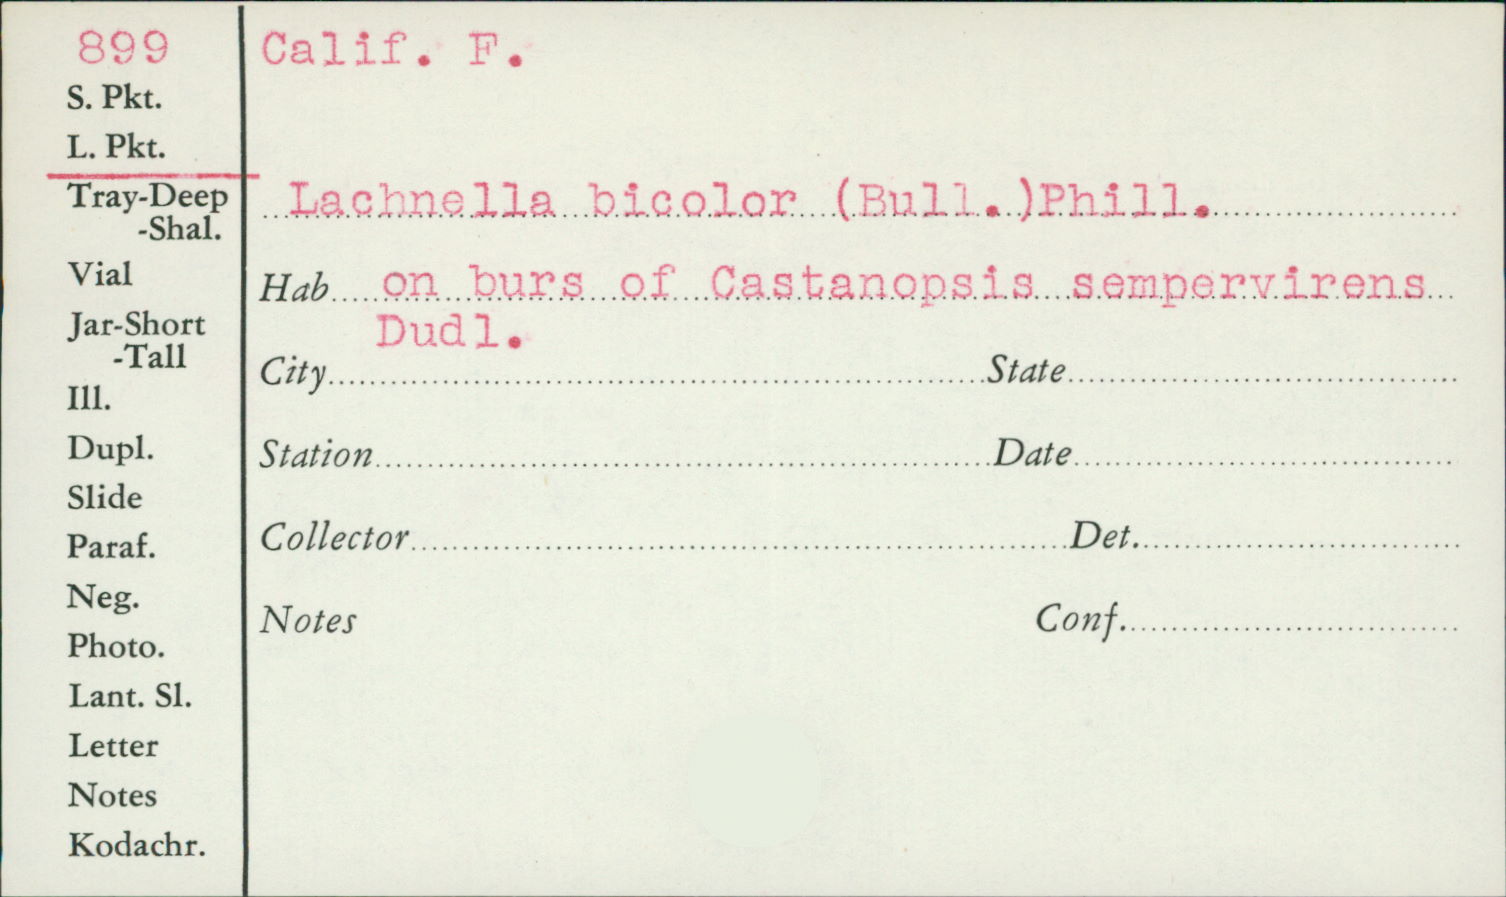 899
S. Pkt.
L. Pkt.
Tray-Deep
-Shal.
Vial
Jar-Short
-Tall
Ill.
Dupl.
Slide
Paraf.
Neg.
Photo.
Lant. Sl.
Letter
Notes
Kodachr.
Calif. F.
Lachnella bicolor (Bull.)Phill.
Hab on burs of Castanopsis sempervirens
Dudl.
City State
Station Date
Collector Det.
Notes Conf.